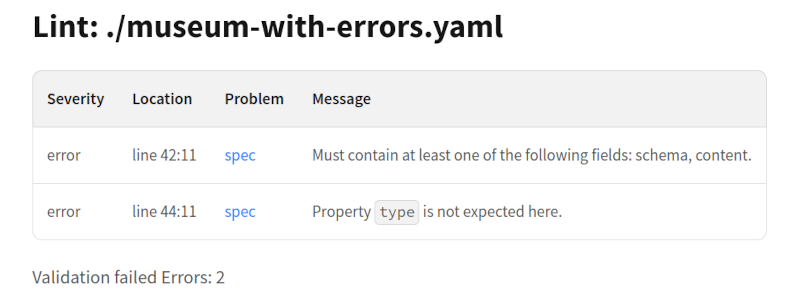 Lint: ./museum-with-errors.yaml
Severity Location Problem Message
error line 42:11 spec Must contain at least one of the following fields: schema, content.
error line 44:11 spec Property type is not expected here.
Validation failed Errors: 2